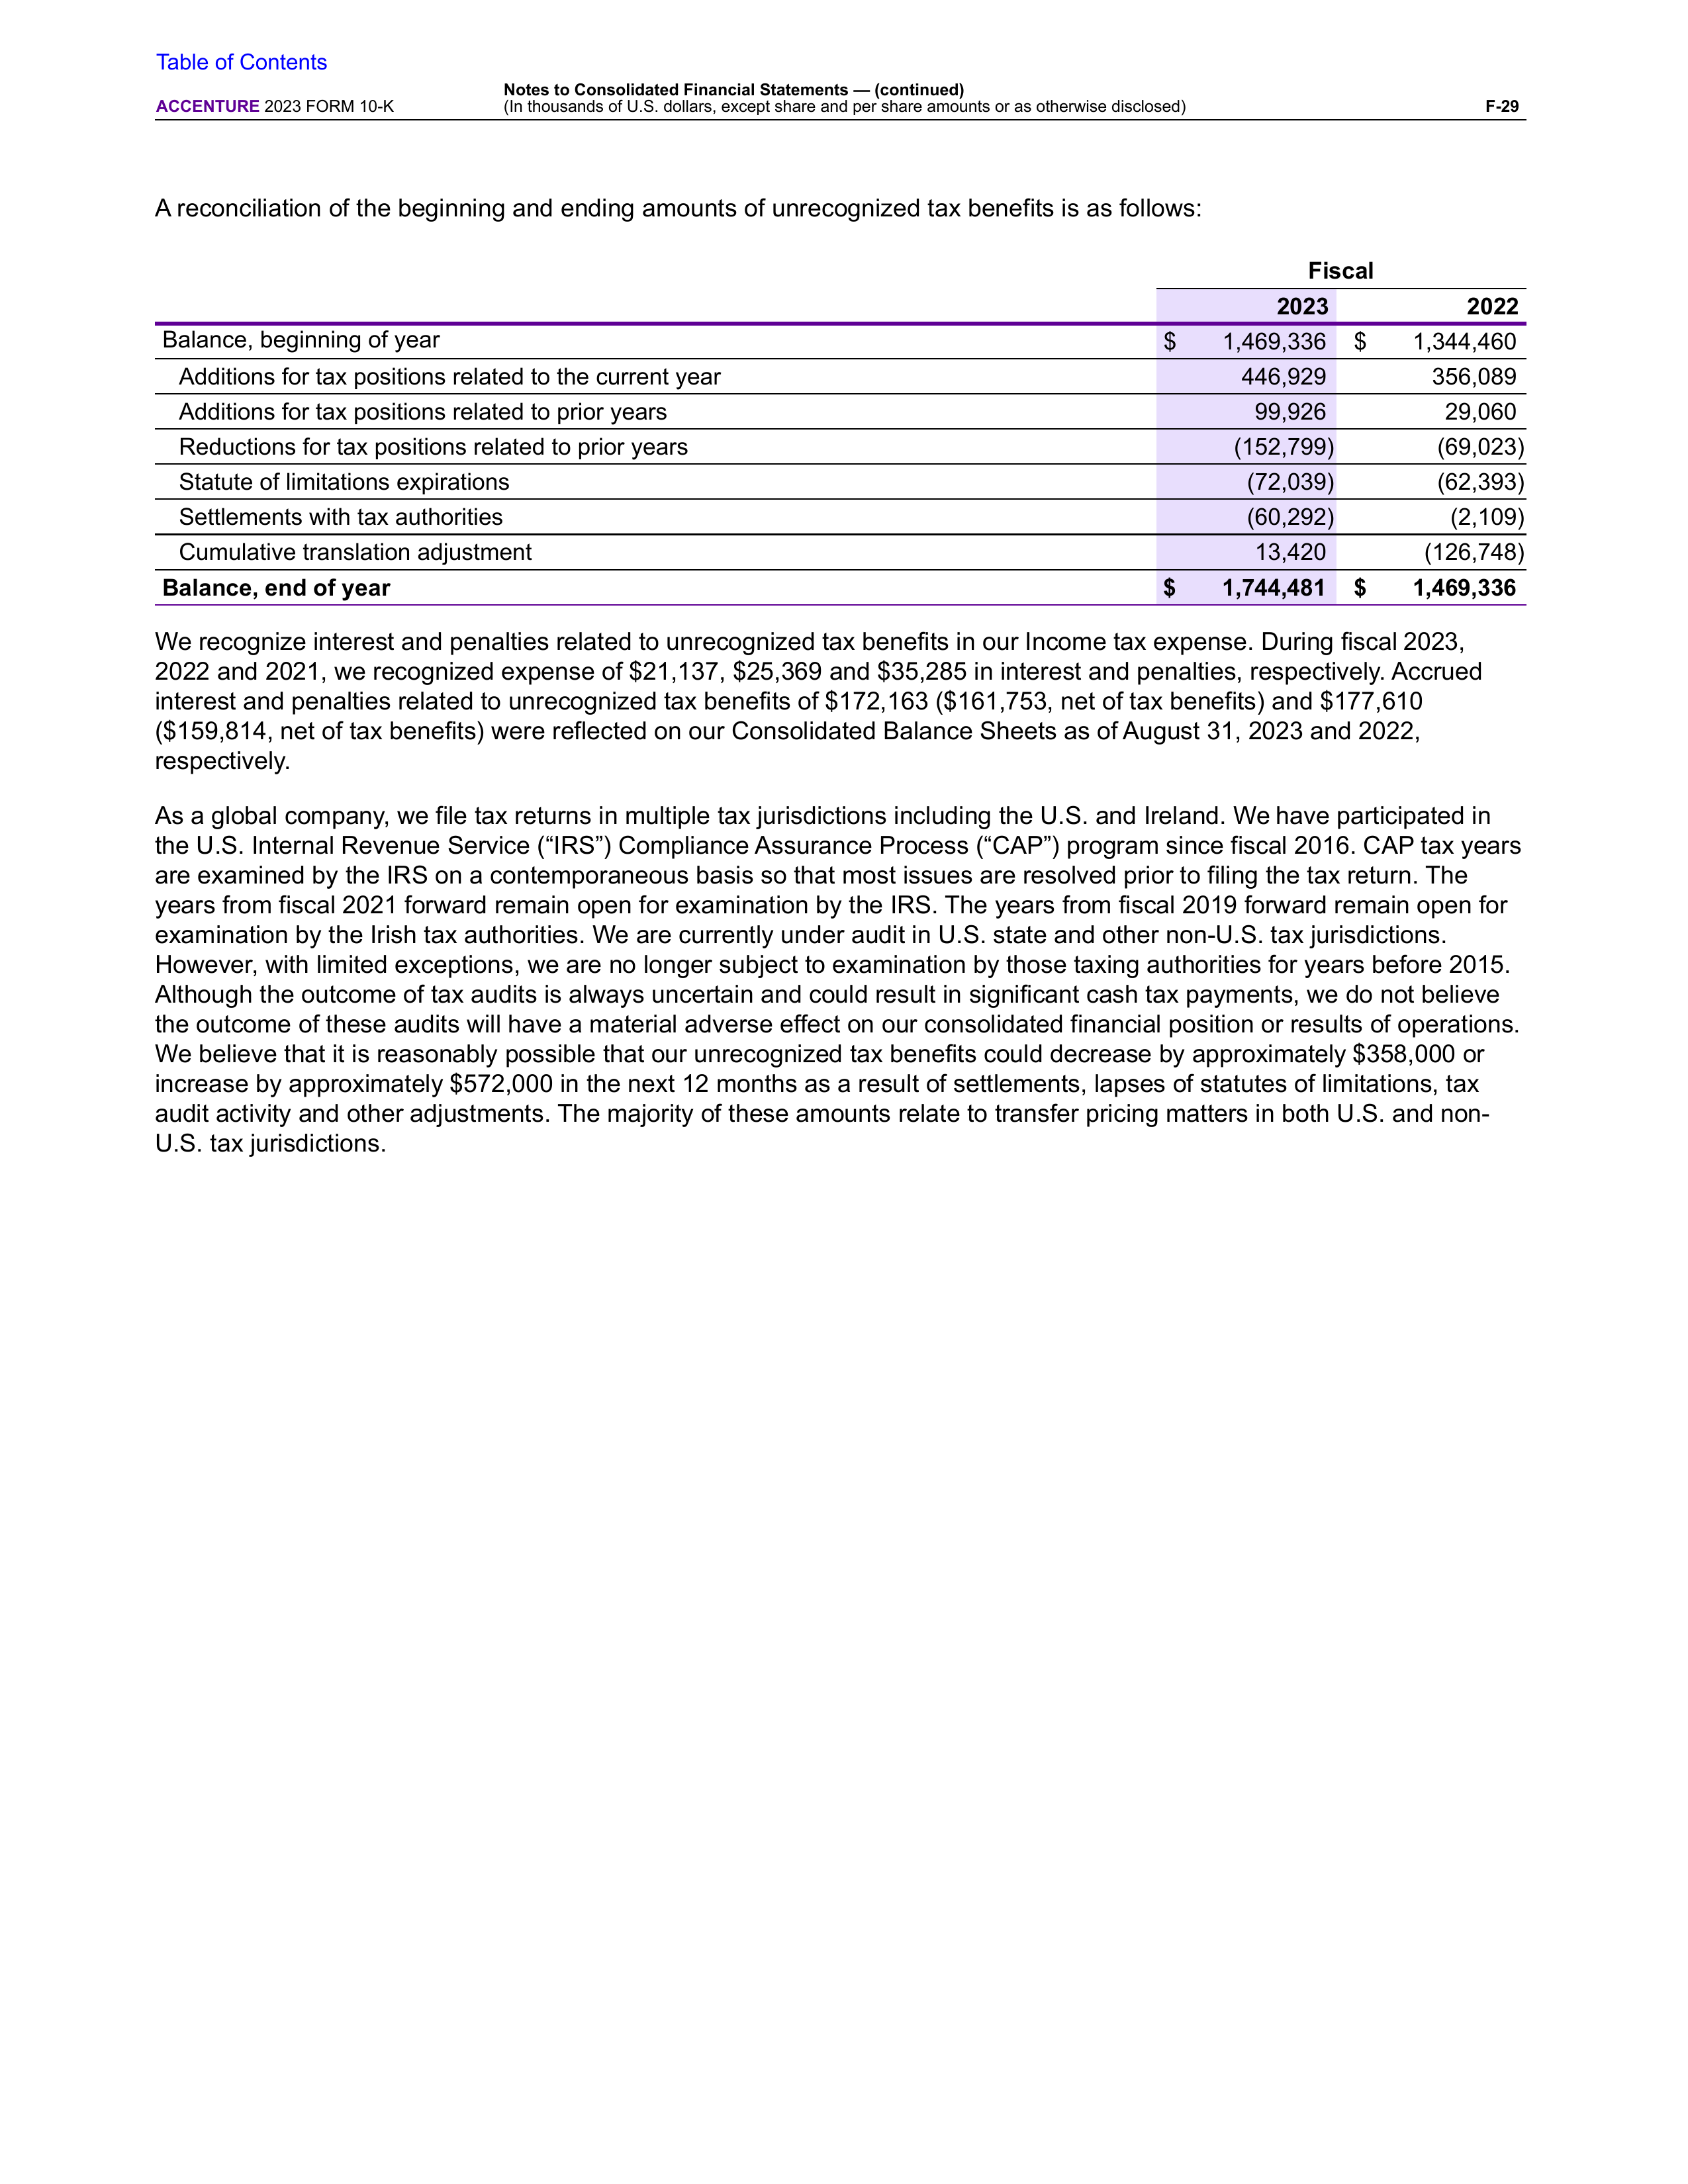 Table of Contents
Notes to Consolidated Financial Statements — (continued)
ACCENTURE 2023 FORM 10-K (In thousands of U.S. dollars, except share and per share amounts or as otherwise disclosed) F-29
A reconciliation of the beginning and ending amounts of unrecognized tax benefits is as follows:
Fiscal
2023 2022
Balance, beginning of year $ 1,469,336 $ 1,344,460
Additions for tax positions related to the current year 446,929 356,089
Additions for tax positions related to prior years 99,926 29,060
Reductions for tax positions related to prior years (152,799) (69,023)
Statute of limitations expirations (72,039) (62,393)
Settlements with tax authorities (60,292) (2,109)
Cumulative translation adjustment 13,420 (126,748)
Balance, end of year $ 1,744,481 $ 1,469,336
We recognize interest and penalties related to unrecognized tax benefits in our Income tax expense. During fiscal 2023,
2022 and 2021, we recognized expense of $21,137, $25,369 and $35,285 in interest and penalties, respectively. Accrued
interest and penalties related to unrecognized tax benefits of $172,163 ($161,753, net of tax benefits) and $177,610
($159,814, net of tax benefits) were reflected on our Consolidated Balance Sheets as of August 31, 2023 and 2022,
respectively.
As a global company, we file tax returns in multiple tax jurisdictions including the U.S. and Ireland. We have participated in
the U.S. Internal Revenue Service (“IRS”) Compliance Assurance Process (“CAP”) program since fiscal 2016. CAP tax years
are examined by the IRS on a contemporaneous basis so that most issues are resolved prior to filing the tax return. The
years from fiscal 2021 forward remain open for examination by the IRS. The years from fiscal 2019 forward remain open for
examination by the Irish tax authorities. We are currently under audit in U.S. state and other non-U.S. tax jurisdictions.
However, with limited exceptions, we are no longer subject to examination by those taxing authorities for years before 2015.
Although the outcome of tax audits is always uncertain and could result in significant cash tax payments, we do not believe
the outcome of these audits will have a material adverse effect on our consolidated financial position or results of operations.
We believe that it is reasonably possible that our unrecognized tax benefits could decrease by approximately $358,000 or
increase by approximately $572,000 in the next 12 months as a result of settlements, lapses of statutes of limitations, tax
audit activity and other adjustments. The majority of these amounts relate to transfer pricing matters in both U.S. and non-
U.S. tax jurisdictions.